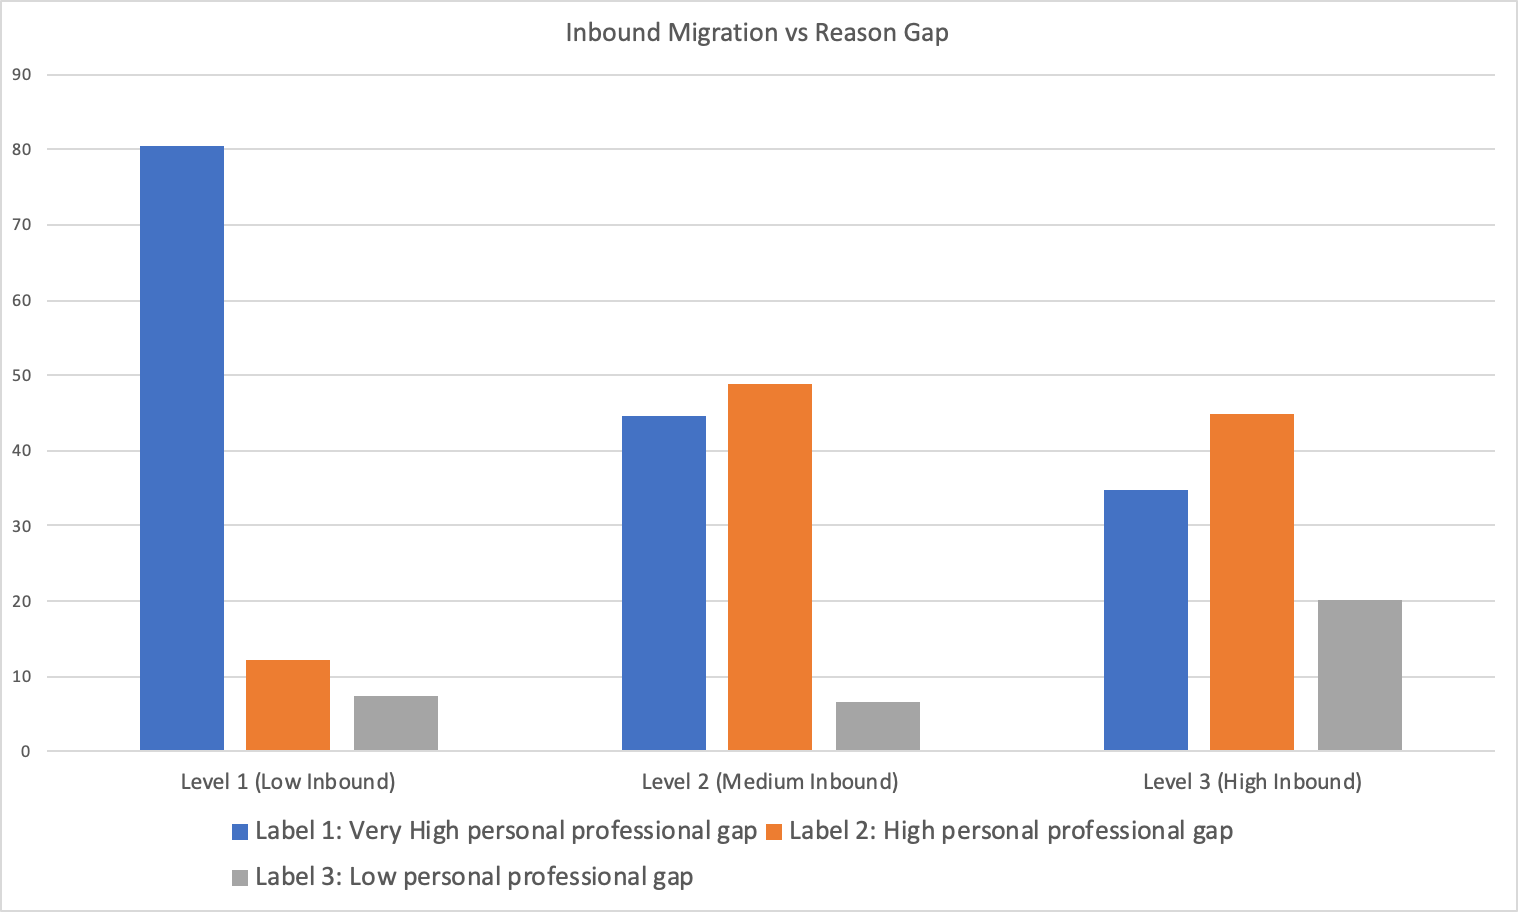 Inbound Migration vs Reason Gap
90
80
70
60
50
40
30
20
10
0
Level 1 (Low Inbound) Level 2 (Medium Inbound) Level 3 (High Inbound)
Label 1: Very High personal professional gap Label 2: High personal professional gap
Label 3: Low personal professional gap